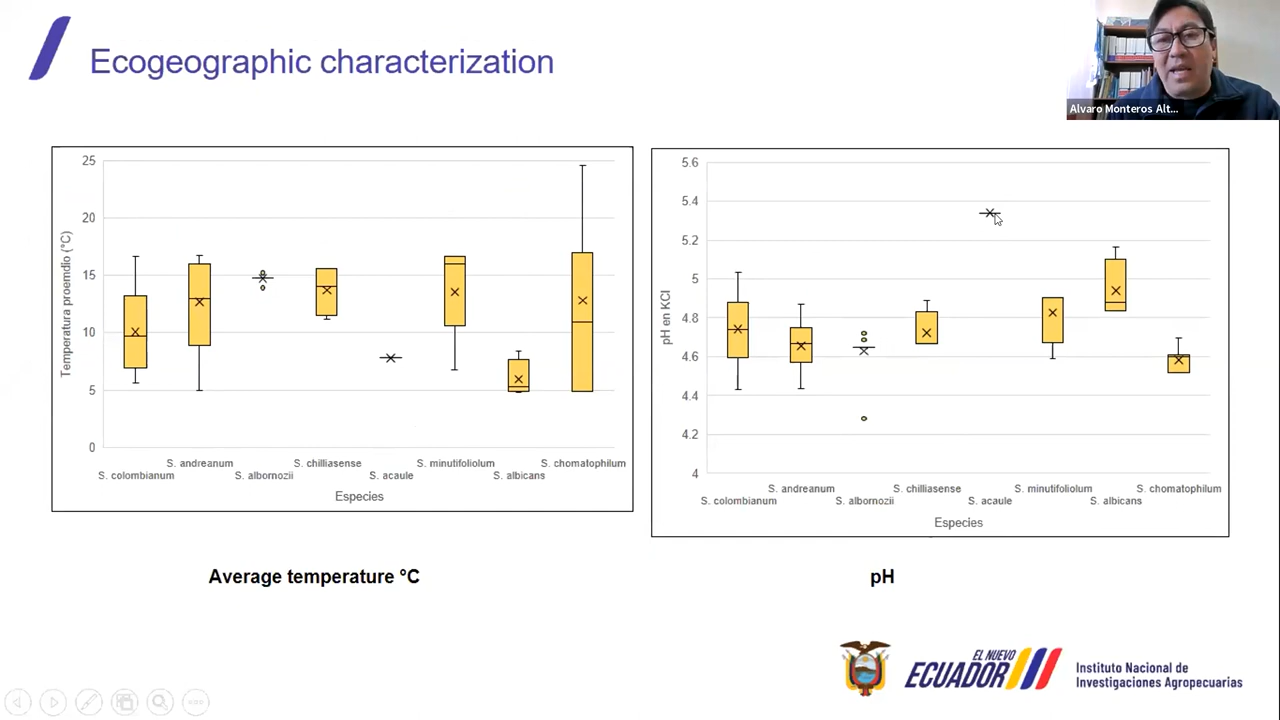 Ecogeographic characterization
Alvaro Monteros Alt...
25
20
15
10
5
0
Temperatura proemdio (°C)
S. andreanum S. chilliasense S. minutifoliolum S. chomatophilum
S. colombianum S. albornozii S. acaule S. albicans
Especies
5.6
5.4
5.2
5
4.8
4.6
4.4
4.2
4
pH en KCl
S. andreanum S. chilliasense S. minutifoliolum S. chomatophilum
S. colombianum S. albornozii S. acaule S. albicans
Especies
Average temperature °C
pH
EL NUEVO
ECUADOR
Instituto Nacional de
Investigaciones Agropecuarias